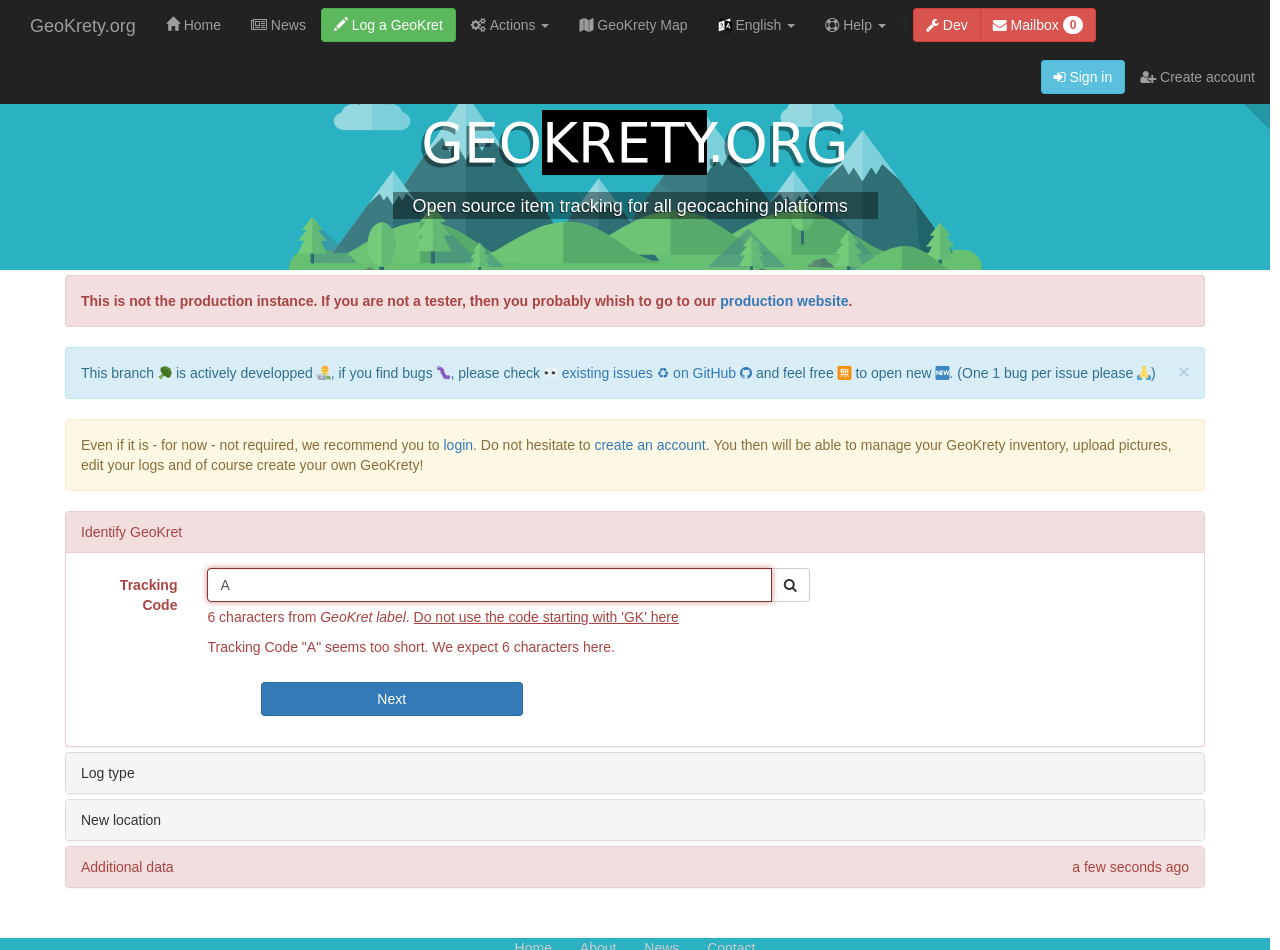 GeoKrety.org Home News Log a GeoKret Actions GeoKrety Map English Help < Dev Mailbox 0
Sign in Create account
GEOKRETY.ORG
Open source item tracking for all geocaching platforms
This is not the production instance. If you are not a tester, then you probably whish to go to our production website.
This branch 🥦 is actively developped 👨‍🔬, if you find bugs 🐛, please check 👀 existing issues ♻ on GitHub and feel free 🈚 to open new 🆕. (One 1 bug per issue please 🙏) ×
Even if it is - for now - not required, we recommend you to login. Do not hesitate to create an account. You then will be able to manage your GeoKrety inventory, upload pictures,
edit your logs and of course create your own GeoKrety!
Identify GeoKret
Tracking
Code
A
6 characters from GeoKret label. Do not use the code starting with 'GK' here
Tracking Code "A" seems too short. We expect 6 characters here.
Next
Log type
New location
Additional data a few seconds ago
Home About News Contact